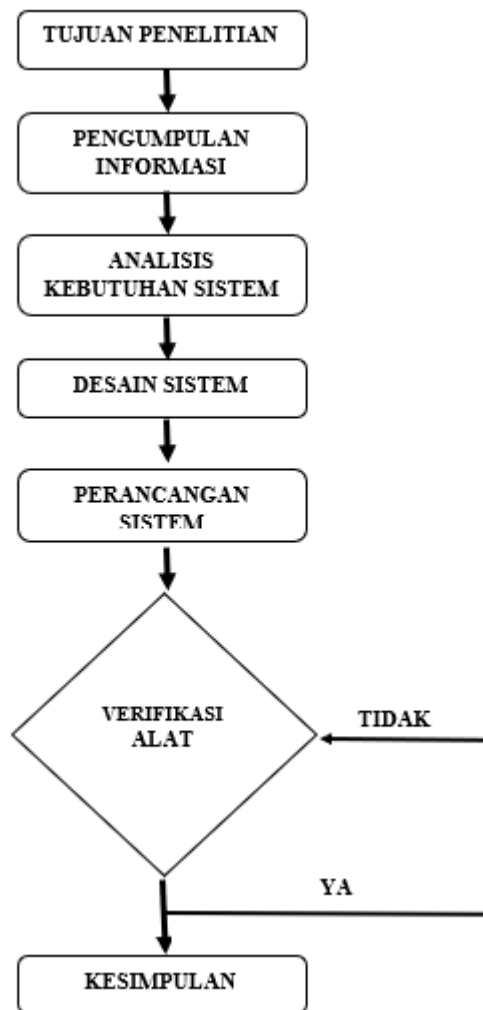 TUJUAN PENELITIAN
PENGUMPULAN
INFORMASI
ANALISIS
KEBUTUHAN SISTEM
DESAIN SISTEM
PERANCANGAN
SISTEM
VERIFIKASI
ALAT
TIDAK
YA
KESIMPULAN